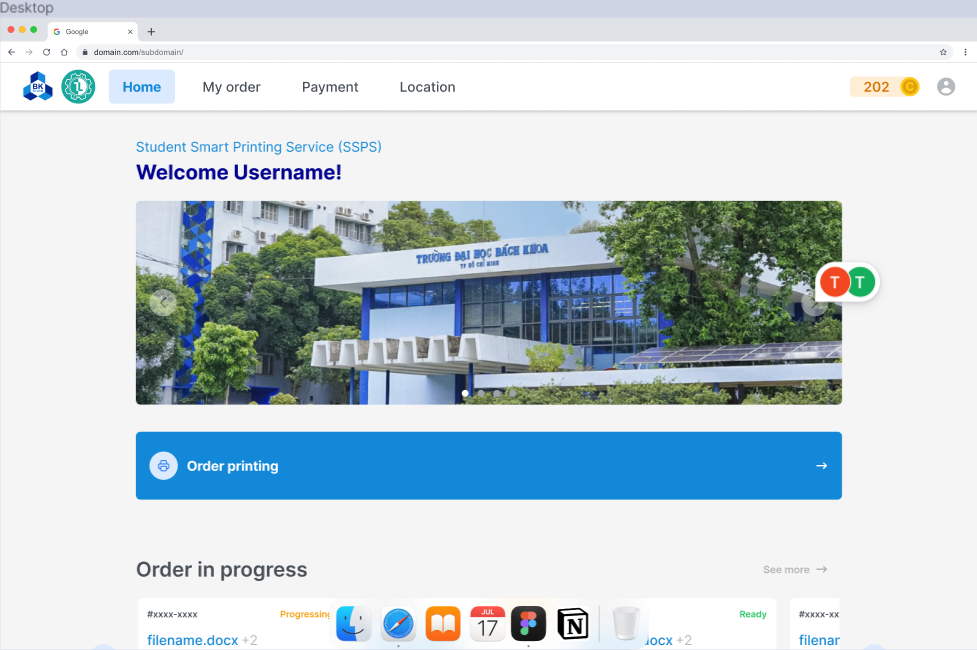 Desktop
Google
domain.com/subdomain/
BK
Home
My order
Payment
Location
202
C
Student Smart Printing Service (SSPS)
Welcome Username!
TRƯỜNG ĐẠI HỌC BÁCH KHOA
TP HỒ CHÍ MINH
T T
Order printing
Order in progress
See more
#xxxx-xxxx
Progressing
Ready
#xxxx-xx
filename.docx +2
ocx +2
filenar
JUL
17